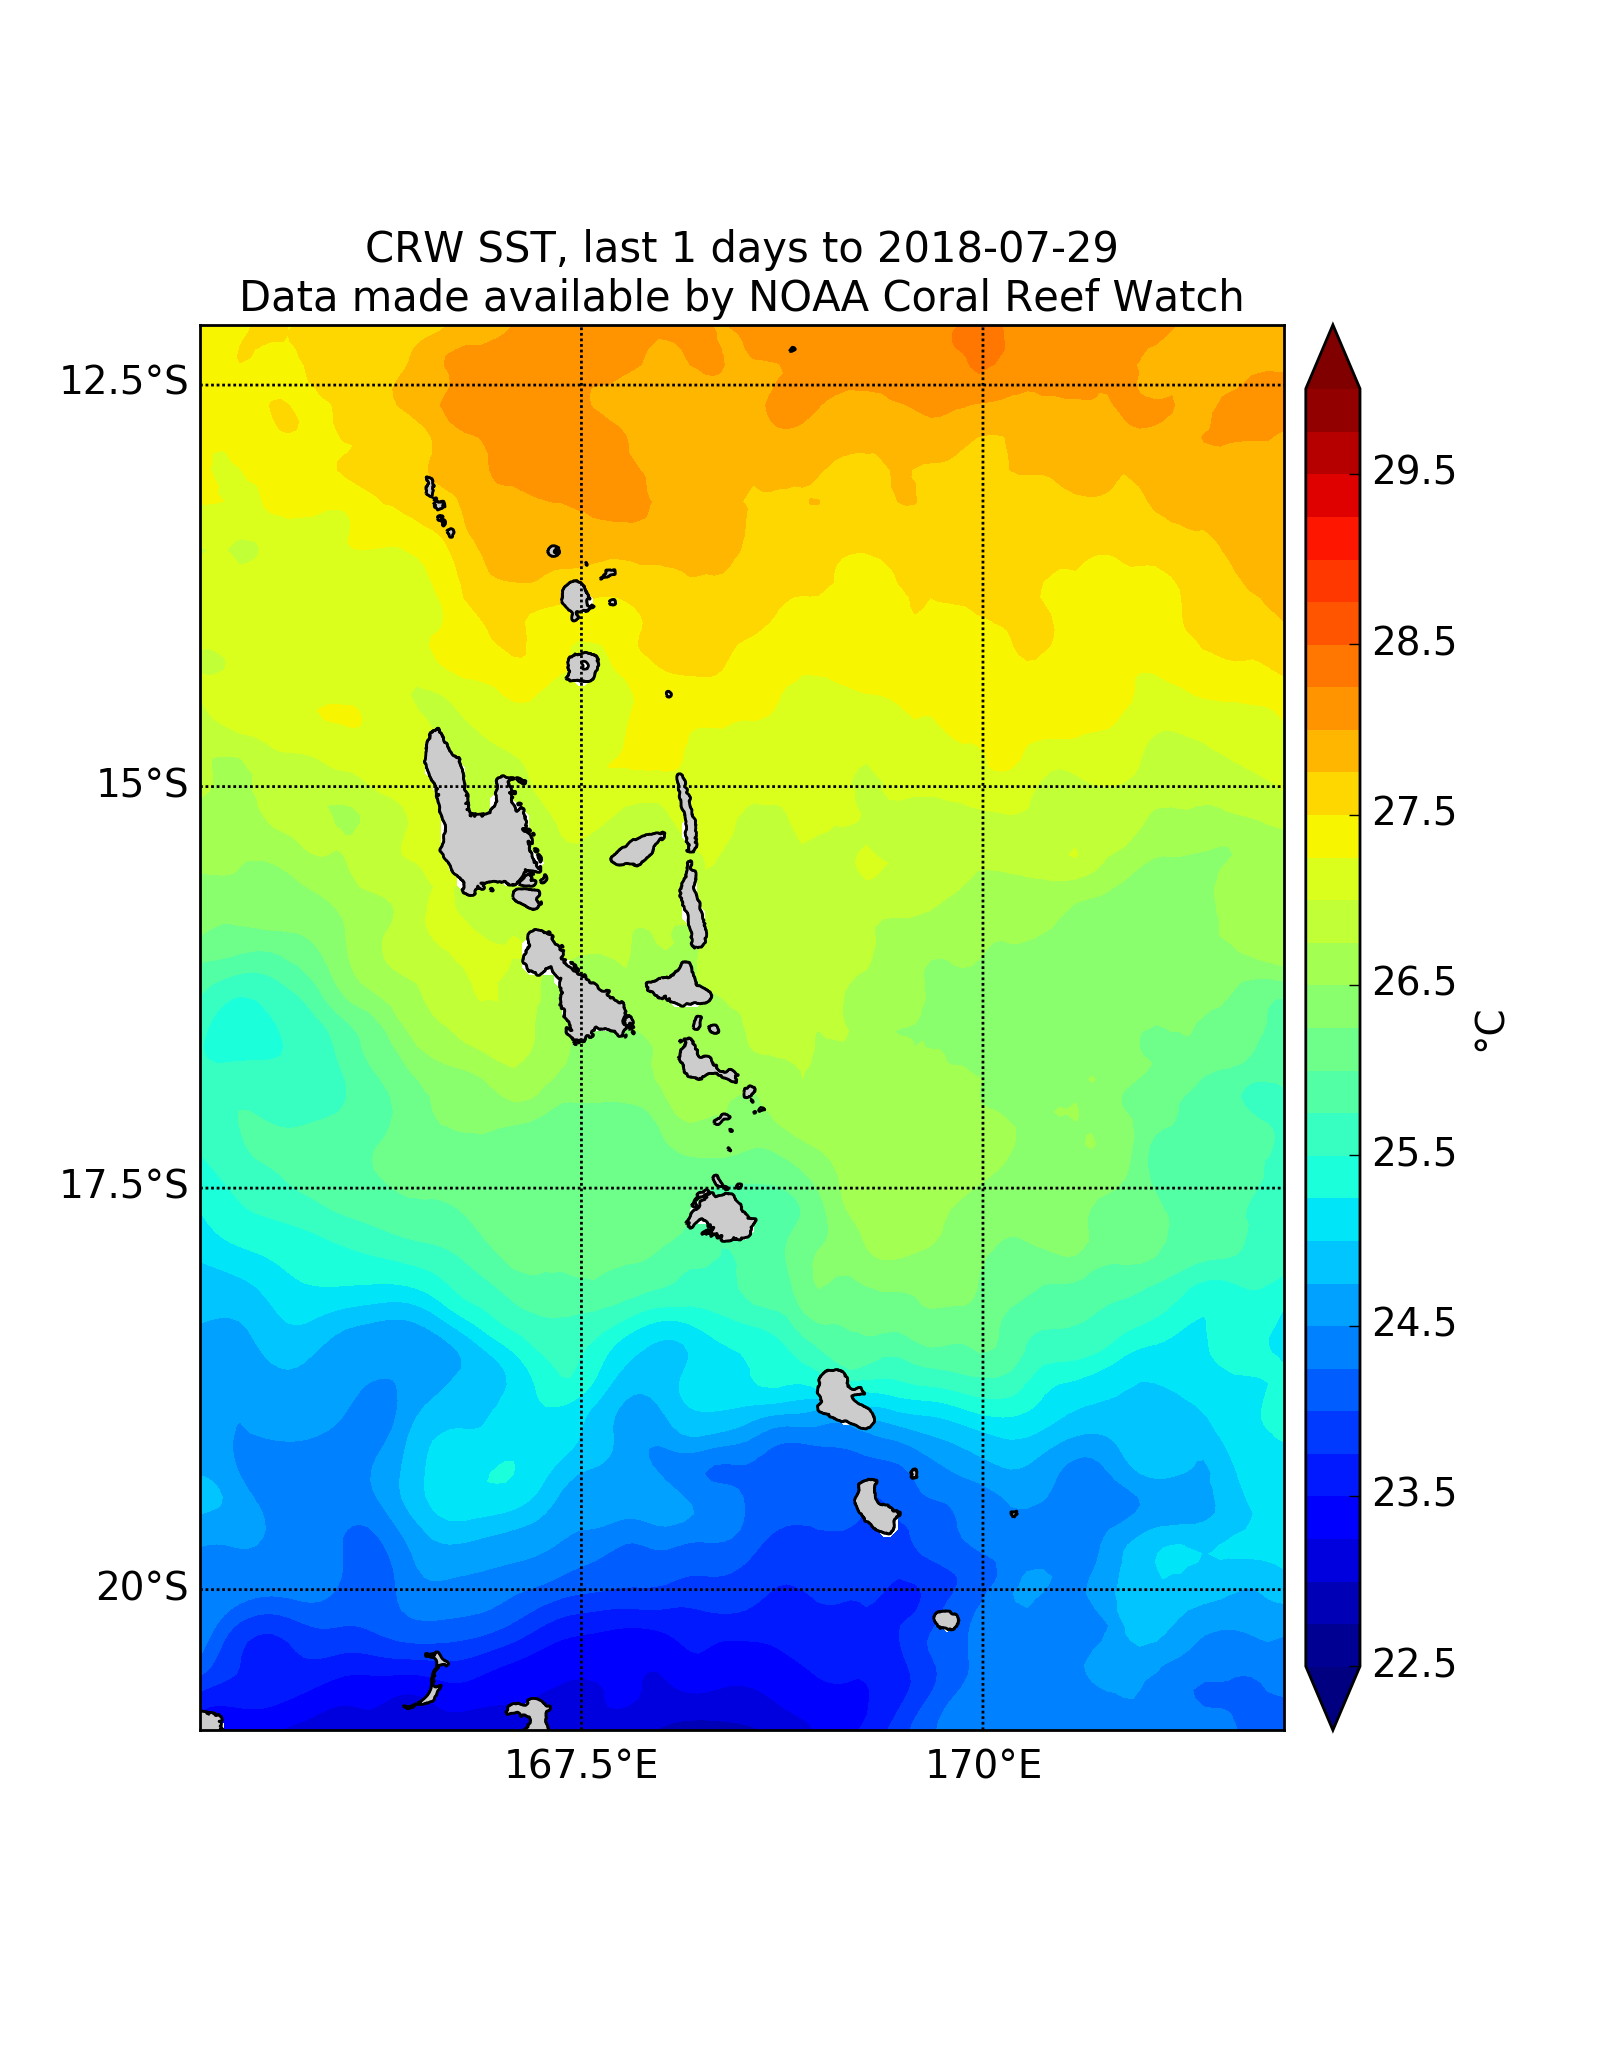 CRW SST, last 1 days to 2018-07-29
Data made available by NOAA Coral Reef Watch
12.5°S
15°S
17.5°S
20°S
167.5°E
170°E
29.5
28.5
27.5
26.5
25.5
24.5
23.5
22.5
°C